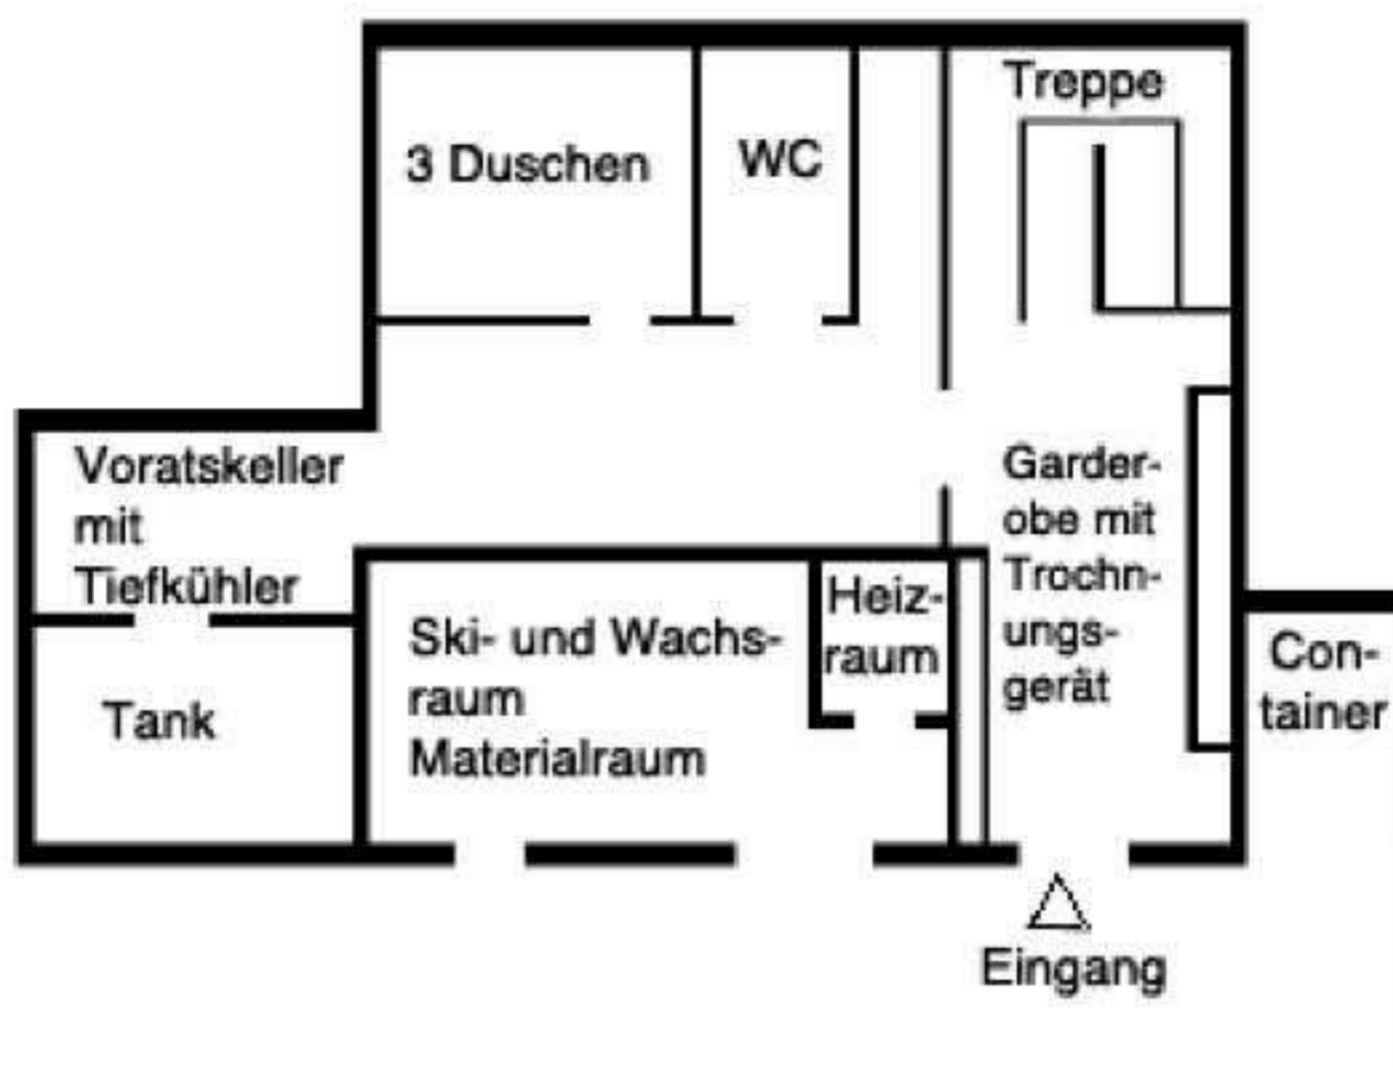 Treppe
3 Duschen
WC
Garder-
obe mit
Trochn-
ungs-
gerät
Voratskeller
mit
Tiefkühler
Heiz-
raum
Ski- und Wachs-
raum
Materialraum
Tank
Con-
tainer
Eingang